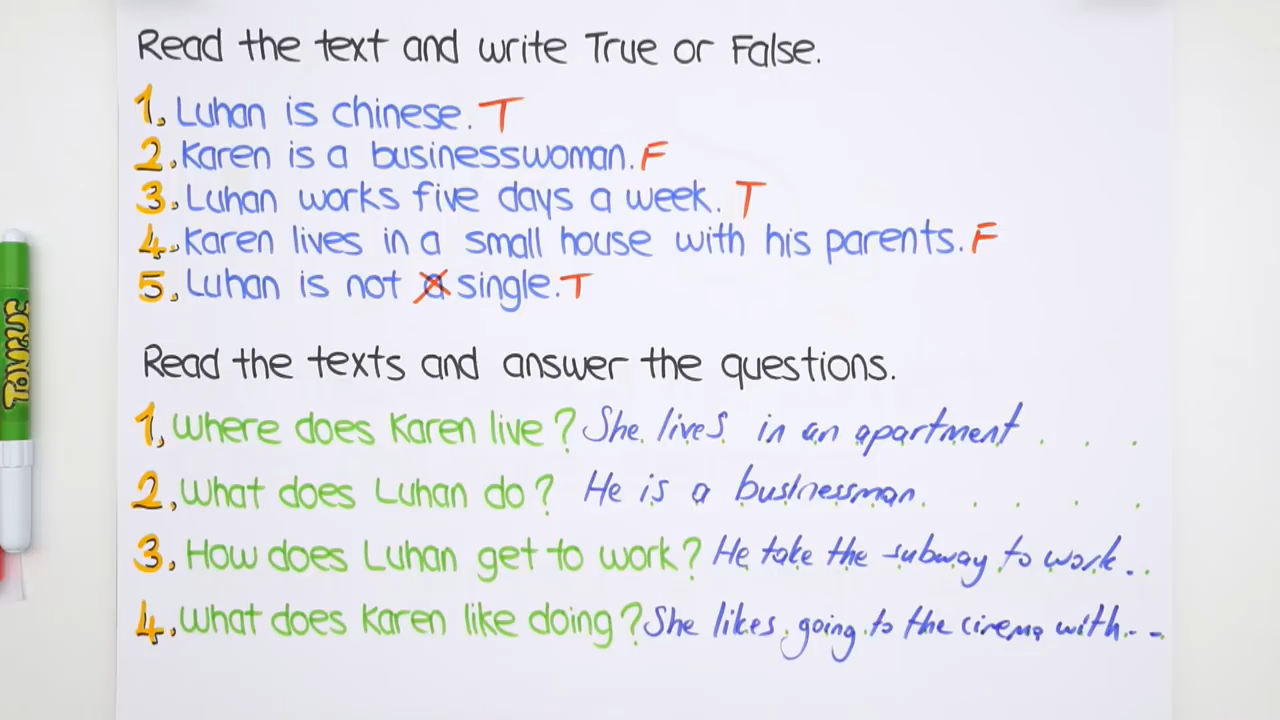 Read the text and write True or False.
1. Luhan is chinese. T
2. Karen is a businesswoman. F
3. Luhan works five days a week. T
4. Karen lives in a small house with his parents. F
5. Luhan is not a single. T
Read the texts and answer the questions.
1. Where does Karen live? She lives in an apartment . . .
2. What does Luhan do? He is a businessman. . . . .
3. How does Luhan get to work? He take the subway to work. ..
4. What does Karen like doing? She likes going to the cinema with - -
TONKUS